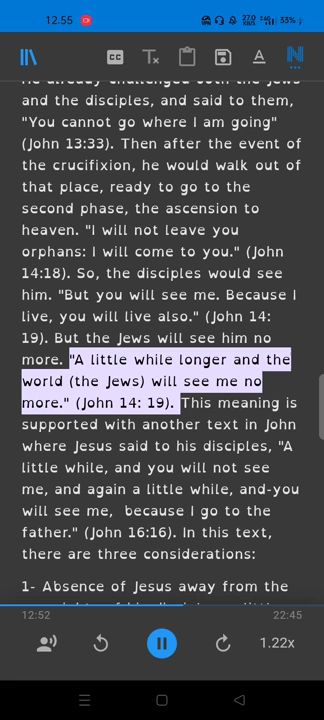 12.55
33%
CC
He already challenged both the Jews
and the disciples, and said to them,
"You cannot go where I am going"
(John 13:33). Then after the event of
the crucifixion, he would walk out of
that place, ready to go to the
second phase, the ascension to
heaven. "I will not leave you
orphans: I will come to you." (John
14:18). So, the disciples would see
him. "But you will see me. Because I
live, you will live also." (John 14:
19). But the Jews will see him no
more. "A little while longer and the
world (the Jews) will see me no
more." (John 14: 19). This meaning is
supported with another text in John
where Jesus said to his disciples, "A
little while, and you will not see
me, and again a little while, and-you
will see me,  because I go to the
father." (John 16:16). In this text,
there are three considerations:
1- Absence of Jesus away from the
12:52 22:45
1.22x